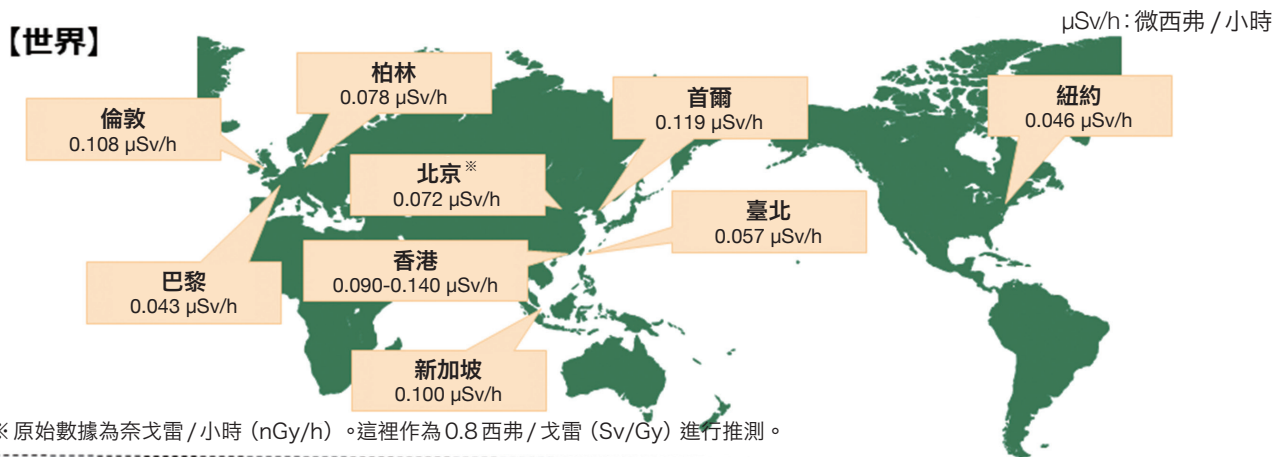 【世界】
μSv/h：微西弗 / 小時
柏林
0.078 μSv/h
倫敦
0.108 μSv/h
首爾
0.119 μSv/h
紐約
0.046 μSv/h
北京※
0.072 μSv/h
臺北
0.057 μSv/h
香港
0.090-0.140 μSv/h
巴黎
0.043 μSv/h
新加坡
0.100 μSv/h
※ 原始數據為奈戈雷 / 小時（nGy/h）。這裡作為 0.8 西弗 / 戈雷（Sv/Gy）進行推測。